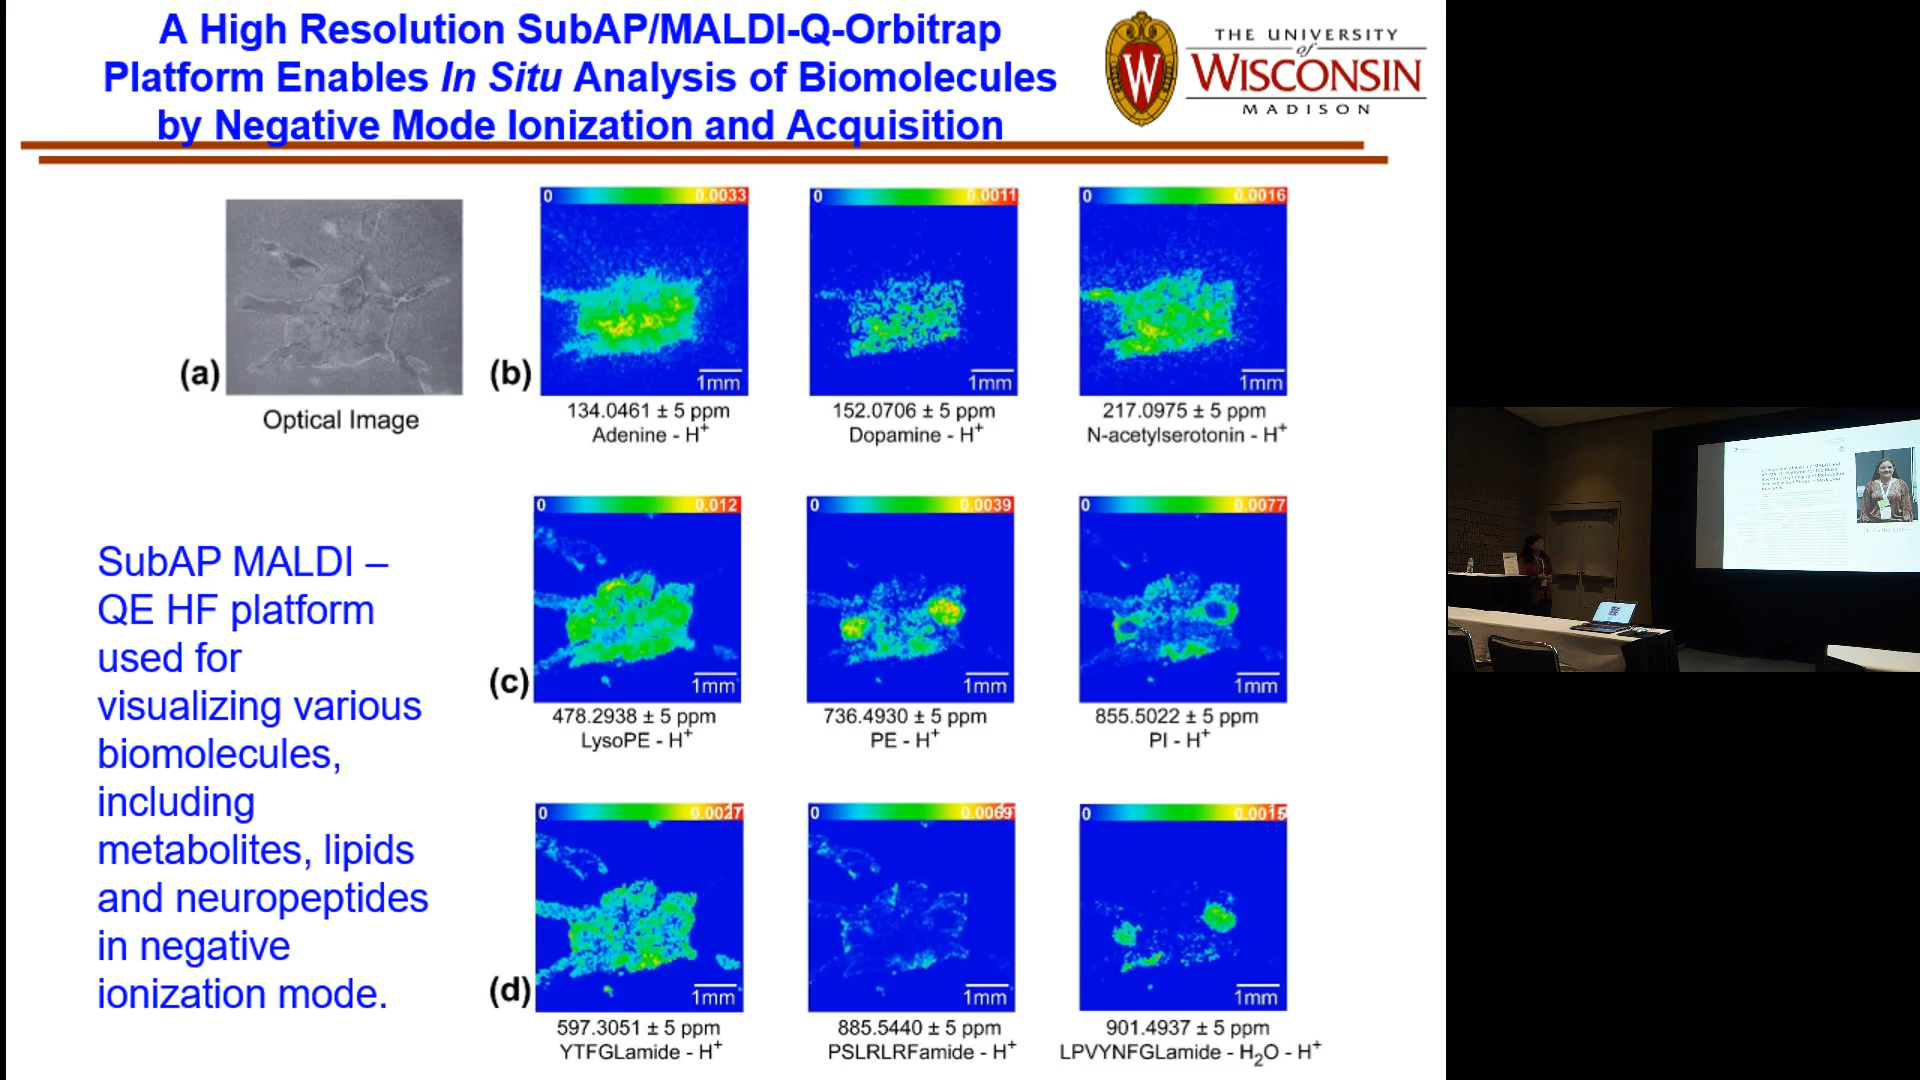 A High Resolution SubAP/MALDI-Q-Orbitrap
Platform Enables In Situ Analysis of Biomolecules
by Negative Mode Ionization and Acquisition
THE UNIVERSITY
of
WISCONSIN
MADISON
W
(a)
Optical Image
(b)
0 0.0033
1mm
134.0461 ± 5 ppm
Adenine - H+
0 0.0011
1mm
152.0706 ± 5 ppm
Dopamine - H+
0 0.0016
1mm
217.0975 ± 5 ppm
N-acetylserotonin - H+
SubAP MALDI –
QE HF platform
used for
visualizing various
biomolecules,
including
metabolites, lipids
and neuropeptides
in negative
ionization mode.
(c)
0 0.012
1mm
478.2938 ± 5 ppm
LysoPE - H+
0 0.0039
1mm
736.4930 ± 5 ppm
PE - H+
0 0.0077
1mm
855.5022 ± 5 ppm
PI - H+
(d)
0 0.0027
1mm
597.3051 ± 5 ppm
YTFGLamide - H+
0 0.0069
1mm
885.5440 ± 5 ppm
PSLRLRFamide - H+
0 0.0015
1mm
901.4937 ± 5 ppm
LPVYNFGLamide - H2O - H+